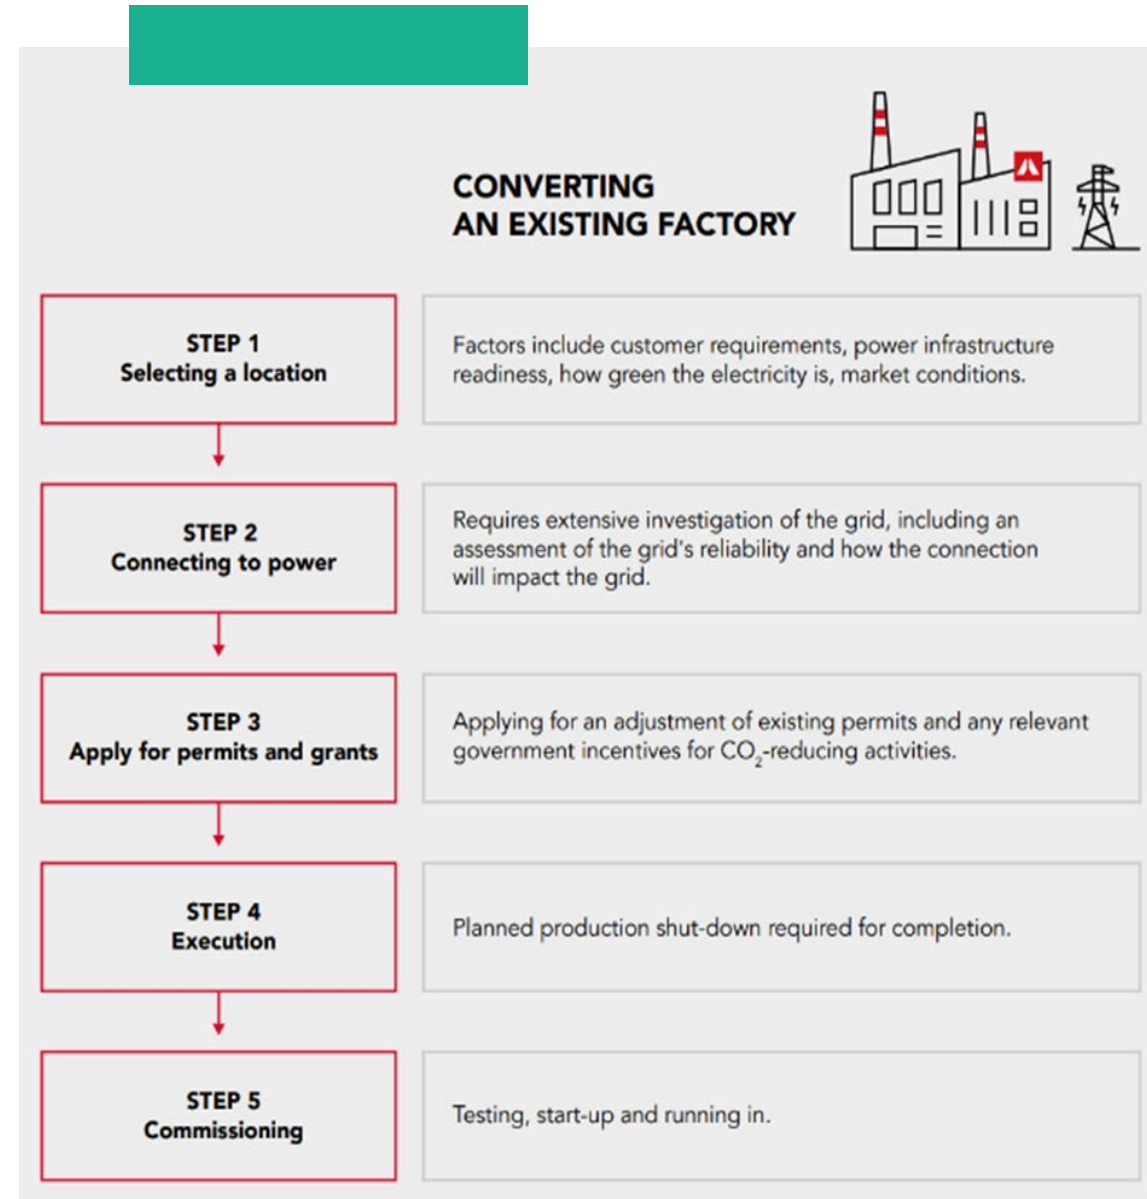 CONVERTING
AN EXISTING FACTORY
STEP 1
Selecting a location
Factors include customer requirements, power infrastructure
readiness, how green the electricity is, market conditions.
STEP 2
Connecting to power
Requires extensive investigation of the grid, including an
assessment of the grid's reliability and how the connection
will impact the grid.
STEP 3
Apply for permits and grants
Applying for an adjustment of existing permits and any relevant
government incentives for CO₂-reducing activities.
STEP 4
Execution
Planned production shut-down required for completion.
STEP 5
Commissioning
Testing, start-up and running in.